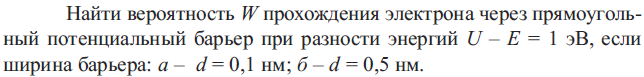 Найти вероятность W прохождения электрона через прямоуголь-
ный потенциальный барьер при разности энергий U – E = 1 эВ, если
ширина барьера: а – d = 0,1 нм; б – d = 0,5 нм.